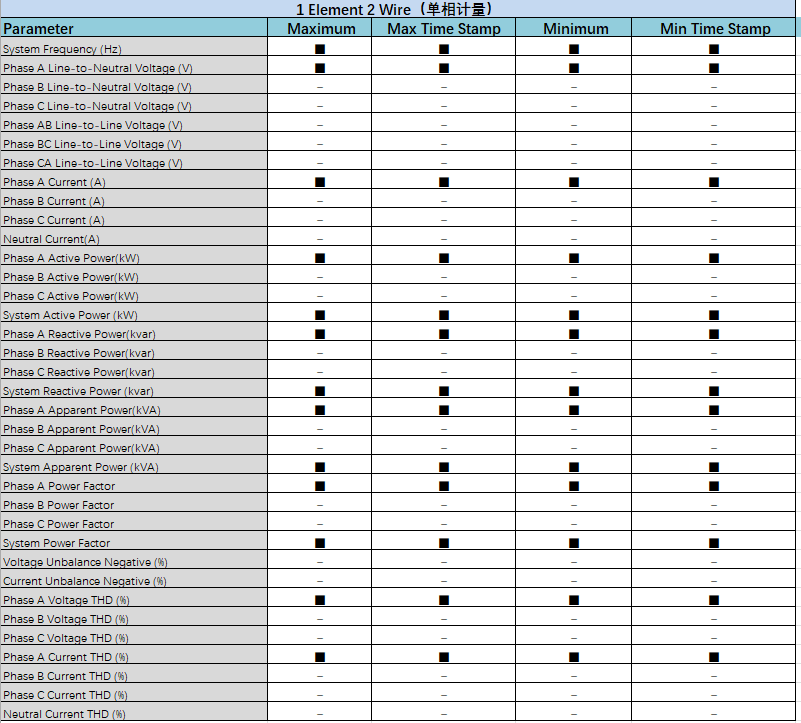 1 Element 2 Wire（单相计量）
Parameter Maximum Max Time Stamp Minimum Min Time Stamp
System Frequency (Hz) ■ ■ ■ ■
Phase A Line-to-Neutral Voltage (V) ■ ■ ■ ■
Phase B Line-to-Neutral Voltage (V) – – – –
Phase C Line-to-Neutral Voltage (V) – – – –
Phase AB Line-to-Line Voltage (V) – – – –
Phase BC Line-to-Line Voltage (V) – – – –
Phase CA Line-to-Line Voltage (V) – – – –
Phase A Current (A) ■ ■ ■ ■
Phase B Current (A) – – – –
Phase C Current (A) – – – –
Neutral Current(A) – – – –
Phase A Active Power(kW) ■ ■ ■ ■
Phase B Active Power(kW) – – – –
Phase C Active Power(kW) – – – –
System Active Power (kW) ■ ■ ■ ■
Phase A Reactive Power(kvar) ■ ■ ■ ■
Phase B Reactive Power(kvar) – – – –
Phase C Reactive Power(kvar) – – – –
System Reactive Power (kvar) ■ ■ ■ ■
Phase A Apparent Power(kVA) ■ ■ ■ ■
Phase B Apparent Power(kVA) – – – –
Phase C Apparent Power(kVA) – – – –
System Apparent Power (kVA) ■ ■ ■ ■
Phase A Power Factor ■ ■ ■ ■
Phase B Power Factor – – – –
Phase C Power Factor – – – –
System Power Factor ■ ■ ■ ■
Voltage Unbalance Negative (%) – – – –
Current Unbalance Negative (%) – – – –
Phase A Voltage THD (%) ■ ■ ■ ■
Phase B Voltage THD (%) – – – –
Phase C Voltage THD (%) – – – –
Phase A Current THD (%) ■ ■ ■ ■
Phase B Current THD (%) – – – –
Phase C Current THD (%) – – – –
Neutral Current THD (%) – – – –